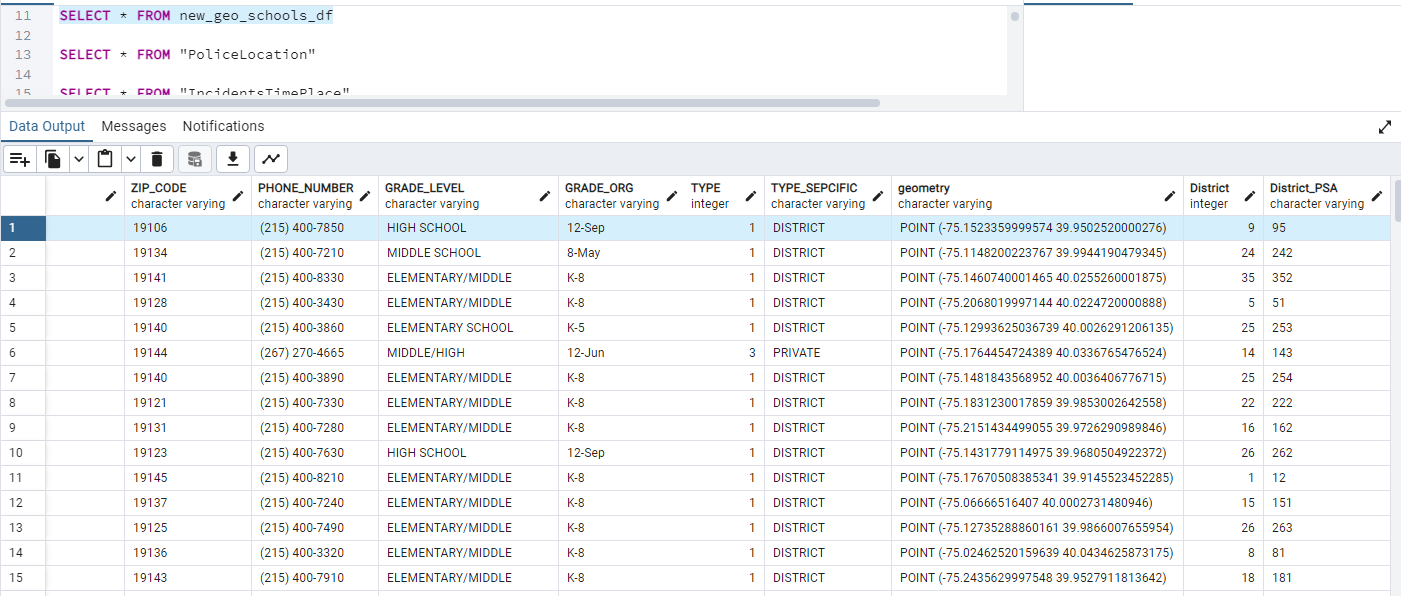 11 SELECT * FROM new_geo_schools_df
12
13 SELECT * FROM "PoliceLocation"
14
15 SELECT * FROM "IncidentsTimePlace"
Data Output Messages Notifications
ZIP_CODE PHONE_NUMBER GRADE_LEVEL GRADE_ORG TYPE TYPE_SEPCIFIC geometry District District_PSA
character varying character varying character varying character varying integer character varying character varying integer character varying
1 19106 (215) 400-7850 HIGH SCHOOL 12-Sep 1 DISTRICT POINT (-75.1523359999574 39.9502520000276) 9 95
2 19134 (215) 400-7210 MIDDLE SCHOOL 8-May 1 DISTRICT POINT (-75.1148200223767 39.9944190479345) 24 242
3 19141 (215) 400-8330 ELEMENTARY/MIDDLE K-8 1 DISTRICT POINT (-75.1460740001465 40.0255260001875) 35 352
4 19128 (215) 400-3430 ELEMENTARY/MIDDLE K-8 1 DISTRICT POINT (-75.2068019997144 40.0224720000888) 5 51
5 19140 (215) 400-3860 ELEMENTARY SCHOOL K-5 1 DISTRICT POINT (-75.12993625036739 40.0026291206135) 25 253
6 19144 (267) 270-4665 MIDDLE/HIGH 12-Jun 3 PRIVATE POINT (-75.1764454724389 40.0336765476524) 14 143
7 19140 (215) 400-3890 ELEMENTARY/MIDDLE K-8 1 DISTRICT POINT (-75.1481843568952 40.0036406776715) 25 254
8 19121 (215) 400-7330 ELEMENTARY/MIDDLE K-8 1 DISTRICT POINT (-75.1831230017859 39.9853002642558) 22 222
9 19131 (215) 400-7280 ELEMENTARY/MIDDLE K-8 1 DISTRICT POINT (-75.2151434499055 39.9726290989846) 16 162
10 19123 (215) 400-7630 HIGH SCHOOL 12-Sep 1 DISTRICT POINT (-75.1431779114975 39.9680504922372) 26 262
11 19145 (215) 400-8210 ELEMENTARY/MIDDLE K-8 1 DISTRICT POINT (-75.17670508385341 39.9145523452285) 1 12
12 19137 (215) 400-7240 ELEMENTARY/MIDDLE K-8 1 DISTRICT POINT (-75.06666516407 40.0002731480946) 15 151
13 19125 (215) 400-7490 ELEMENTARY/MIDDLE K-8 1 DISTRICT POINT (-75.12735288860161 39.9866007655954) 26 263
14 19136 (215) 400-3320 ELEMENTARY/MIDDLE K-8 1 DISTRICT POINT (-75.02462520159639 40.0434625873175) 8 81
15 19143 (215) 400-7910 ELEMENTARY/MIDDLE K-8 1 DISTRICT POINT (-75.2435629997548 39.9527911813642) 18 181